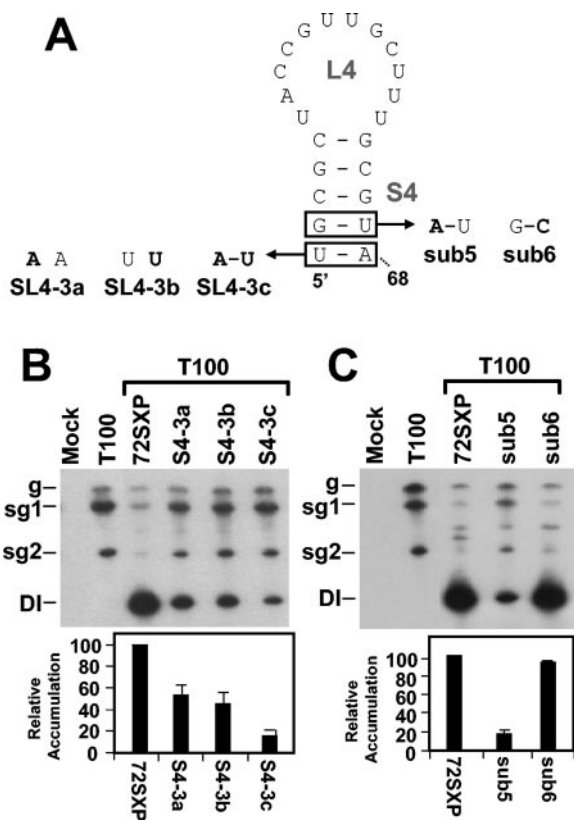 A
G U U G
C C
C U
C U
A U
U U
L4
C – G
G – C
C – G
S4
G – U
U – A
5'
68
A A
U U
A–U
SL4-3a
SL4-3b
SL4-3c
A–U
G–C
sub5
sub6
B
T100
Mock
T100
72SXP
S4-3a
S4-3b
S4-3c
g
sg1
sg2
DI
Relative
Accumulation
100
80
60
40
20
0
72SXP
S4-3a
S4-3b
S4-3c
C
T100
Mock
T100
72SXP
sub5
sub6
g
sg1
sg2
DI
Relative
Accumulation
100
80
60
40
20
0
72SXP
sub5
sub6